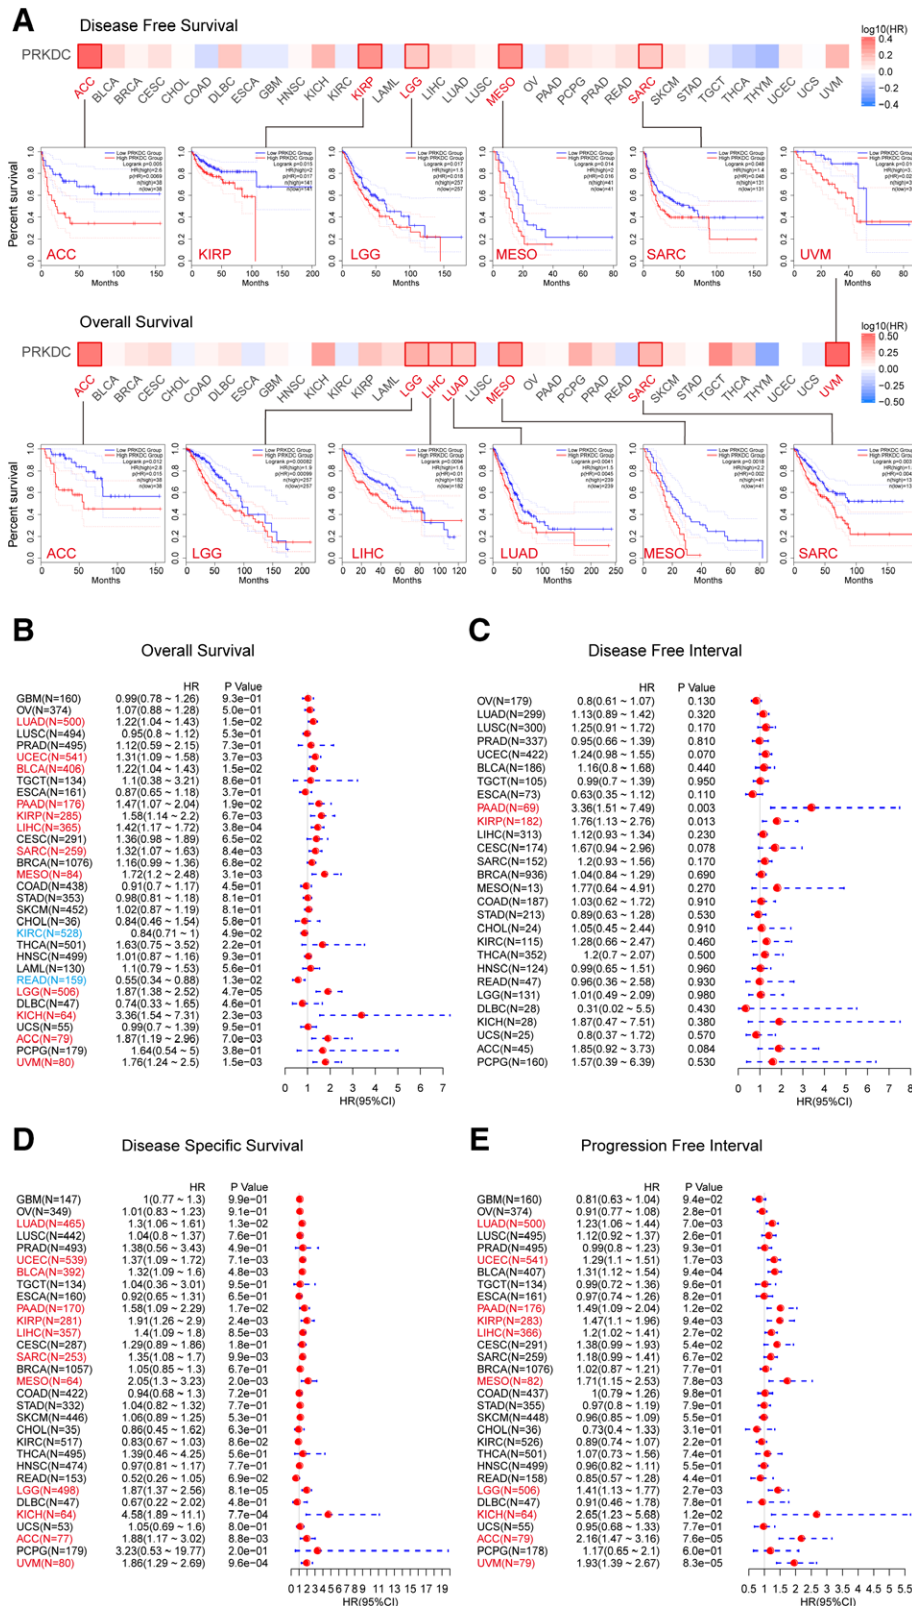 A
Disease Free Survival
PRKDC
log10(HR)
0.4
0.2
0.0
-0.2
-0.4
ACC BLCA BRCA CESC CHOL COAD DLBC ESCA GBM HNSC KICH KIRC KIRP LAML LGG LIHC LUAD LUSC MESO OV PAAD PCPG PRAD READ SARC SKCM STAD TGCT THCA THYM UCEC UCS UVM
Percent survival
ACC KIRP LGG MESO SARC UVM
Months Months Months Months Months Months
Overall Survival
PRKDC
log10(HR)
0.50
0.25
0.00
-0.25
-0.50
ACC BLCA BRCA CESC CHOL COAD DLBC ESCA GBM HNSC KICH KIRC KIRP LAML LGG LIHC LUAD LUSC MESO OV PAAD PCPG PRAD READ SARC SKCM STAD TGCT THCA THYM UCEC UCS UVM
Percent survival
ACC LGG LIHC LUAD MESO SARC
Months Months Months Months Months Months
B
Overall Survival
HR P Value
GBM(N=160) 0.99(0.78 ~ 1.26) 9.3e-01
OV(N=374) 1.07(0.88 ~ 1.28) 5.0e-01
LUAD(N=500) 1.22(1.04 ~ 1.43) 1.5e-02
LUSC(N=494) 0.95(0.8 ~ 1.12) 5.3e-01
PRAD(N=495) 1.12(0.59 ~ 2.15) 7.3e-01
UCEC(N=541) 1.31(1.09 ~ 1.58) 3.7e-03
BLCA(N=406) 1.22(1.04 ~ 1.43) 1.5e-02
TGCT(N=134) 1.1(0.38 ~ 3.21) 8.6e-01
ESCA(N=161) 0.87(0.65 ~ 1.18) 3.7e-01
PAAD(N=176) 1.47(1.07 ~ 2.04) 1.9e-02
KIRP(N=285) 1.58(1.14 ~ 2.2) 6.7e-03
LIHC(N=365) 1.42(1.17 ~ 1.72) 3.8e-04
CESC(N=291) 1.36(0.98 ~ 1.89) 6.5e-02
SARC(N=259) 1.32(1.07 ~ 1.63) 8.4e-03
BRCA(N=1076) 1.16(0.99 ~ 1.36) 6.8e-02
MESO(N=84) 1.72(1.2 ~ 2.48) 3.1e-03
COAD(N=438) 0.91(0.7 ~ 1.17) 4.5e-01
STAD(N=353) 0.98(0.81 ~ 1.18) 8.1e-01
SKCM(N=452) 1.02(0.87 ~ 1.19) 8.1e-01
CHOL(N=36) 0.84(0.46 ~ 1.54) 5.8e-01
KIRC(N=528) 0.84(0.71 ~ 1) 4.9e-02
THCA(N=501) 1.63(0.75 ~ 3.52) 2.2e-01
HNSC(N=499) 1.01(0.87 ~ 1.16) 9.3e-01
LAML(N=130) 1.1(0.79 ~ 1.53) 5.6e-01
READ(N=159) 0.55(0.34 ~ 0.88) 1.3e-02
LGG(N=506) 1.87(1.38 ~ 2.52) 4.7e-05
DLBC(N=47) 0.74(0.33 ~ 1.65) 4.6e-01
KICH(N=64) 3.36(1.54 ~ 7.31) 2.3e-03
UCS(N=55) 0.99(0.7 ~ 1.39) 9.5e-01
ACC(N=79) 1.87(1.19 ~ 2.96) 7.0e-03
PCPG(N=179) 1.64(0.54 ~ 5) 3.8e-01
UVM(N=80) 1.76(1.24 ~ 2.5) 1.5e-03
0 1 2 3 4 5 6 7
HR(95%CI)
C
Disease Free Interval
HR P Value
OV(N=179) 0.8(0.61 ~ 1.07) 0.130
LUAD(N=299) 1.13(0.89 ~ 1.42) 0.320
LUSC(N=300) 1.25(0.91 ~ 1.72) 0.170
PRAD(N=337) 0.95(0.66 ~ 1.39) 0.810
UCEC(N=422) 1.24(0.98 ~ 1.55) 0.070
BLCA(N=186) 1.16(0.8 ~ 1.68) 0.440
TGCT(N=105) 0.99(0.7 ~ 1.39) 0.950
ESCA(N=73) 0.63(0.35 ~ 1.12) 0.110
PAAD(N=69) 3.36(1.51 ~ 7.49) 0.003
KIRP(N=182) 1.76(1.13 ~ 2.76) 0.013
LIHC(N=313) 1.12(0.93 ~ 1.34) 0.230
CESC(N=174) 1.67(0.94 ~ 2.96) 0.078
SARC(N=152) 1.2(0.93 ~ 1.56) 0.170
BRCA(N=936) 1.04(0.84 ~ 1.29) 0.690
MESO(N=13) 1.77(0.64 ~ 4.91) 0.270
COAD(N=187) 1.03(0.62 ~ 1.72) 0.910
STAD(N=213) 0.89(0.63 ~ 1.28) 0.530
CHOL(N=24) 1.05(0.45 ~ 2.44) 0.910
KIRC(N=115) 1.28(0.66 ~ 2.47) 0.460
THCA(N=352) 1.2(0.7 ~ 2.07) 0.500
HNSC(N=124) 0.99(0.65 ~ 1.51) 0.960
READ(N=47) 0.96(0.36 ~ 2.58) 0.930
LGG(N=131) 1.01(0.49 ~ 2.09) 0.980
DLBC(N=28) 0.31(0.02 ~ 5.5) 0.430
KICH(N=28) 1.87(0.47 ~ 7.51) 0.380
UCS(N=25) 0.8(0.37 ~ 1.72) 0.570
ACC(N=45) 1.85(0.92 ~ 3.73) 0.084
PCPG(N=160) 1.57(0.39 ~ 6.39) 0.530
0 1 2 3 4 5 6 7 8
HR(95%CI)
D
Disease Specific Survival
HR P Value
GBM(N=147) 1(0.77 ~ 1.3) 9.9e-01
OV(N=349) 1.01(0.83 ~ 1.23) 9.1e-01
LUAD(N=465) 1.3(1.06 ~ 1.61) 1.3e-02
LUSC(N=442) 1.04(0.8 ~ 1.37) 7.6e-01
PRAD(N=493) 1.38(0.56 ~ 3.43) 4.9e-01
UCEC(N=539) 1.37(1.09 ~ 1.72) 7.1e-03
BLCA(N=392) 1.32(1.09 ~ 1.6) 4.8e-03
TGCT(N=134) 1.04(0.36 ~ 3.01) 9.5e-01
ESCA(N=160) 0.92(0.65 ~ 1.31) 6.5e-01
PAAD(N=170) 1.58(1.09 ~ 2.29) 1.7e-02
KIRP(N=281) 1.91(1.26 ~ 2.9) 2.4e-03
LIHC(N=357) 1.4(1.09 ~ 1.8) 8.5e-03
CESC(N=287) 1.29(0.89 ~ 1.86) 1.8e-01
SARC(N=253) 1.35(1.08 ~ 1.7) 9.9e-03
BRCA(N=1057) 1.05(0.85 ~ 1.3) 6.7e-01
MESO(N=64) 2.05(1.3 ~ 3.23) 2.0e-03
COAD(N=422) 0.94(0.68 ~ 1.3) 7.2e-01
STAD(N=332) 1.04(0.82 ~ 1.32) 7.7e-01
SKCM(N=446) 1.06(0.89 ~ 1.25) 5.3e-01
CHOL(N=35) 0.86(0.45 ~ 1.62) 6.3e-01
KIRC(N=517) 0.83(0.67 ~ 1.03) 8.6e-02
THCA(N=495) 1.39(0.46 ~ 4.25) 5.6e-01
HNSC(N=474) 0.97(0.81 ~ 1.17) 7.7e-01
READ(N=153) 0.52(0.26 ~ 1.05) 6.9e-02
LGG(N=498) 1.87(1.37 ~ 2.56) 8.1e-05
DLBC(N=47) 0.67(0.22 ~ 2.02) 4.8e-01
KICH(N=64) 4.58(1.89 ~ 11.1) 7.7e-04
UCS(N=53) 1.05(0.69 ~ 1.6) 8.0e-01
ACC(N=77) 1.88(1.17 ~ 3.02) 8.8e-03
PCPG(N=179) 3.23(0.53 ~ 19.77) 2.0e-01
UVM(N=80) 1.86(1.29 ~ 2.69) 9.6e-04
0 1 2 3 4 5 6 7 8 9 11 13 15 17 19
HR(95%CI)
E
Progression Free Interval
HR P Value
GBM(N=160) 0.81(0.63 ~ 1.04) 9.4e-02
OV(N=374) 0.91(0.77 ~ 1.08) 2.8e-01
LUAD(N=500) 1.23(1.06 ~ 1.44) 7.0e-03
LUSC(N=495) 1.12(0.92 ~ 1.37) 2.6e-01
PRAD(N=495) 0.99(0.8 ~ 1.23) 9.3e-01
UCEC(N=541) 1.29(1.1 ~ 1.51) 1.7e-03
BLCA(N=407) 1.31(1.12 ~ 1.54) 9.4e-04
TGCT(N=134) 0.99(0.72 ~ 1.36) 9.6e-01
ESCA(N=161) 0.97(0.74 ~ 1.26) 8.2e-01
PAAD(N=176) 1.49(1.09 ~ 2.04) 1.2e-02
KIRP(N=283) 1.47(1.1 ~ 1.96) 9.4e-03
LIHC(N=366) 1.2(1.02 ~ 1.41) 2.7e-02
CESC(N=291) 1.38(0.99 ~ 1.93) 5.4e-02
SARC(N=259) 1.18(0.99 ~ 1.41) 6.7e-02
BRCA(N=1076) 1.02(0.87 ~ 1.21) 7.7e-01
MESO(N=82) 1.71(1.15 ~ 2.53) 7.8e-03
COAD(N=437) 1(0.79 ~ 1.26) 9.8e-01
STAD(N=355) 0.97(0.8 ~ 1.19) 7.9e-01
SKCM(N=448) 0.96(0.85 ~ 1.09) 5.5e-01
CHOL(N=36) 0.73(0.4 ~ 1.33) 3.1e-01
KIRC(N=526) 0.89(0.74 ~ 1.07) 2.2e-01
THCA(N=501) 1.07(0.73 ~ 1.56) 7.4e-01
HNSC(N=499) 0.96(0.82 ~ 1.11) 5.5e-01
READ(N=158) 0.85(0.57 ~ 1.28) 4.4e-01
LGG(N=506) 1.41(1.13 ~ 1.77) 2.7e-03
DLBC(N=47) 0.91(0.46 ~ 1.78) 7.8e-01
KICH(N=64) 2.65(1.23 ~ 5.68) 1.2e-02
UCS(N=55) 0.95(0.68 ~ 1.33) 7.7e-01
ACC(N=79) 2.16(1.47 ~ 3.16) 7.6e-05
PCPG(N=178) 1.17(0.65 ~ 2.1) 6.0e-01
UVM(N=79) 1.93(1.39 ~ 2.67) 8.3e-05
0.5 1 1.5 2 2.5 3 3.5 4 4.5 5 5.5
HR(95%CI)